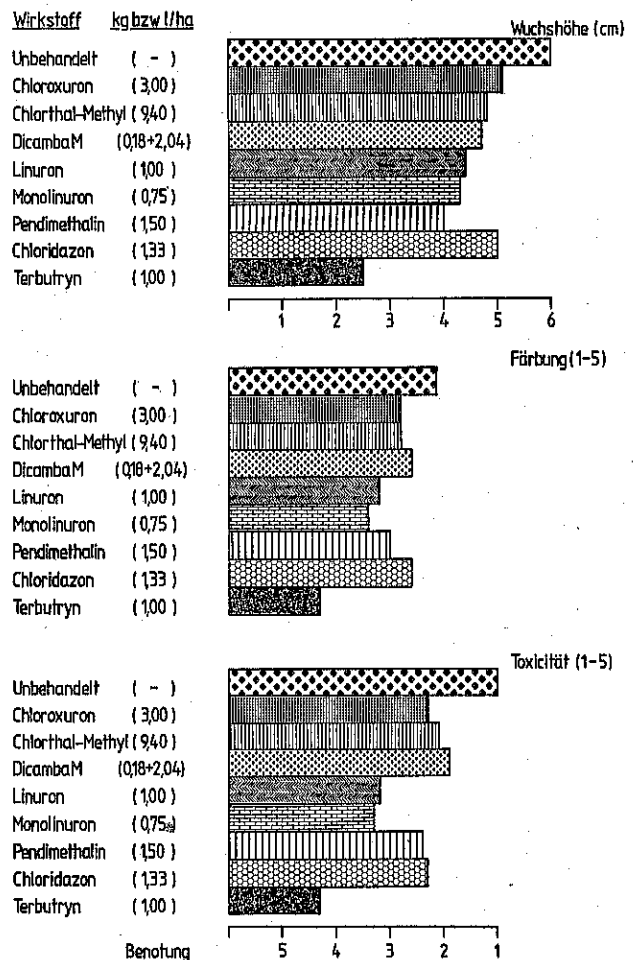 Wirkstoff kg bzw l/ha
Wuchshöhe (cm)
Unbehandelt ( - )
Chloroxuron (3,00)
Chlorthal-Methyl (9,40)
DicambaM (0,18+2,04)
Linuron (1,00)
Monolinuron (0,75)
Pendimethalin (1,50)
Chloridazon (1,33)
Terbutryn (1,00)
1 2 3 4 5 6
Färbung (1-5)
Unbehandelt ( - )
Chloroxuron (3,00)
Chlorthal-Methyl (9,40)
DicambaM (0,18+2,04)
Linuron (1,00)
Monolinuron (0,75)
Pendimethalin (1,50)
Chloridazon (1,33)
Terbutryn (1,00)
Toxicität (1-5)
Unbehandelt ( - )
Chloroxuron (3,00)
Chlorthal-Methyl (9,40)
DicambaM (0,18+2,04)
Linuron (1,00)
Monolinuron (0,75)
Pendimethalin (1,50)
Chloridazon (1,33)
Terbutryn (1,00)
Benotung 5 4 3 2 1